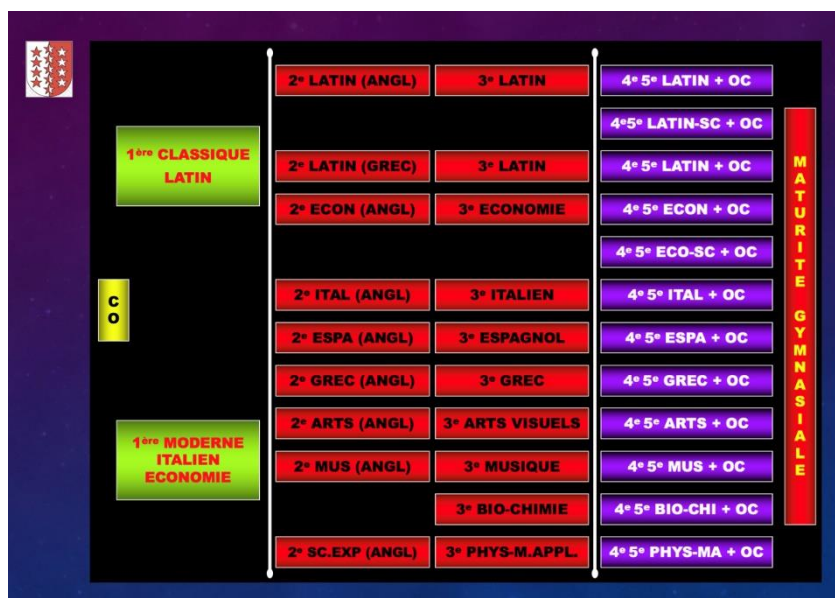 2e LATIN (ANGL) 3e LATIN 4e 5e LATIN + OC
4e5e LATIN-SC + OC
1ère CLASSIQUE
LATIN
2e LATIN (GREC) 3e LATIN 4e 5e LATIN + OC
2e ECON (ANGL) 3e ECONOMIE 4e 5e ECON + OC
4e 5e ECO-SC + OC
CO
2e ITAL (ANGL) 3e ITALIEN 4e 5e ITAL + OC
2e ESPA (ANGL) 3e ESPAGNOL 4e 5e ESPA + OC
2e GREC (ANGL) 3e GREC 4e 5e GREC + OC
2e ARTS (ANGL) 3e ARTS VISUELS 4e 5e ARTS + OC
1ère MODERNE
ITALIEN
ECONOMIE
2e MUS (ANGL) 3e MUSIQUE 4e 5e MUS + OC
3e BIO-CHIMIE 4e 5e BIO-CHI + OC
2e SC.EXP (ANGL) 3e PHYS-M.APPL. 4e 5e PHYS-MA + OC
MATURITE GYMNASIALE